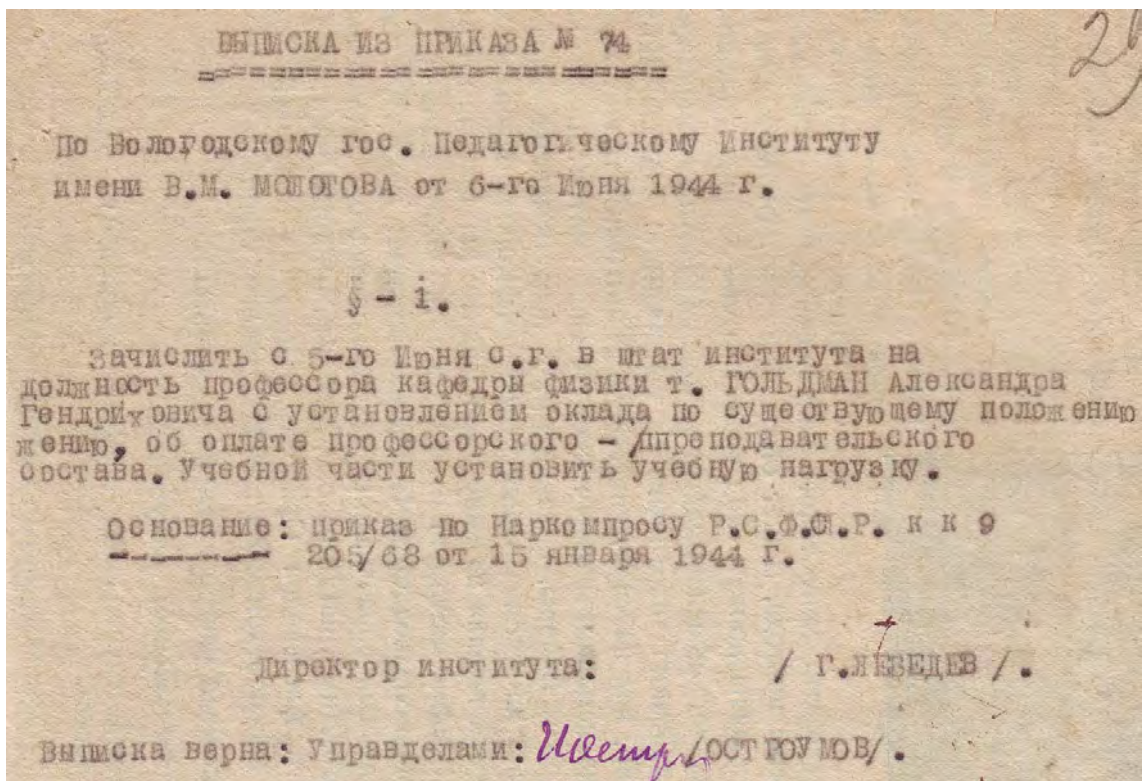 ВЫПИСКА ИЗ ПРИКАЗА № 74
По Вологодскому гос. Педагогическому Институту
имени В.М. МОЛОТОВА от 6-го Июня 1944 г.
§ - 1.
Зачислить с 5-го Июня с.г. в штат института на
должность профессора кафедры физики т. ГОЛЬДМАН Александра
Гендриховича с установлением оклада по существующему положению
жению, об оплате профессорского - /ппреподавательского
состава. Учебной части установить учебную нагрузку.
Основание: приказ по Наркомпросу Р.С.Ф.С.Р. к к 9
205/68 от 15 января 1944 г.
Директор института: / Г.ЛЕБЕДЕВ /.
Выписка верна: Управделами: /ОСТРОУМОВ/.